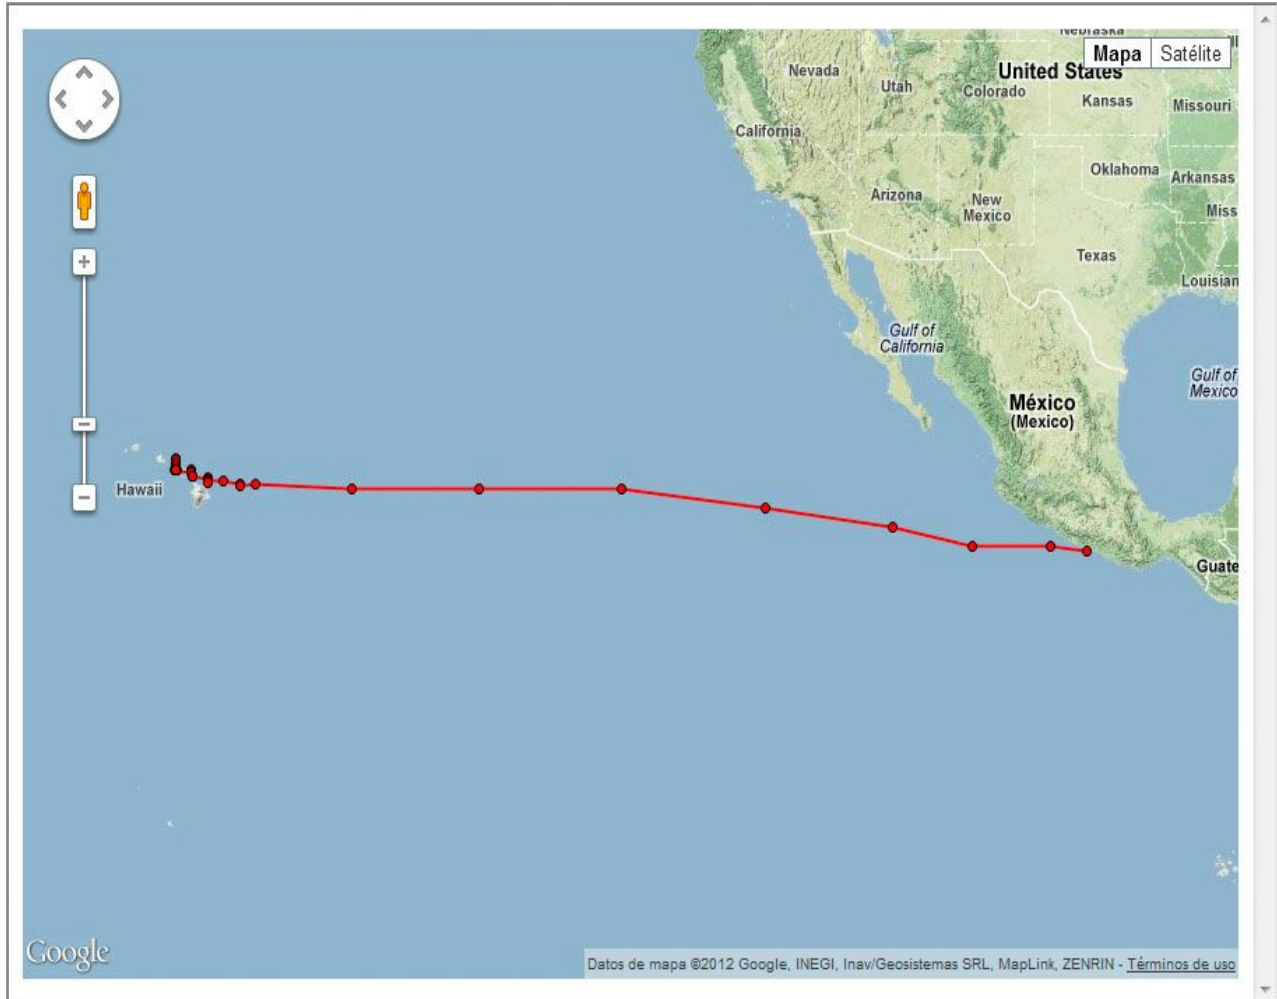 Nebraska
Mapa
Satélite
United States
Nevada
Utah
Colorado
Kansas
Missouri
California
Oklahoma
Arkansas
Arizona
New
Mexico
Miss
Texas
Louisian
Gulf of
California
Gulf of
Mexico
México
(Mexico)
Hawaii
Guate
Google
Datos de mapa ©2012 Google, INEGI, Inav/Geosistemas SRL, MapLink, ZENRIN - Términos de uso